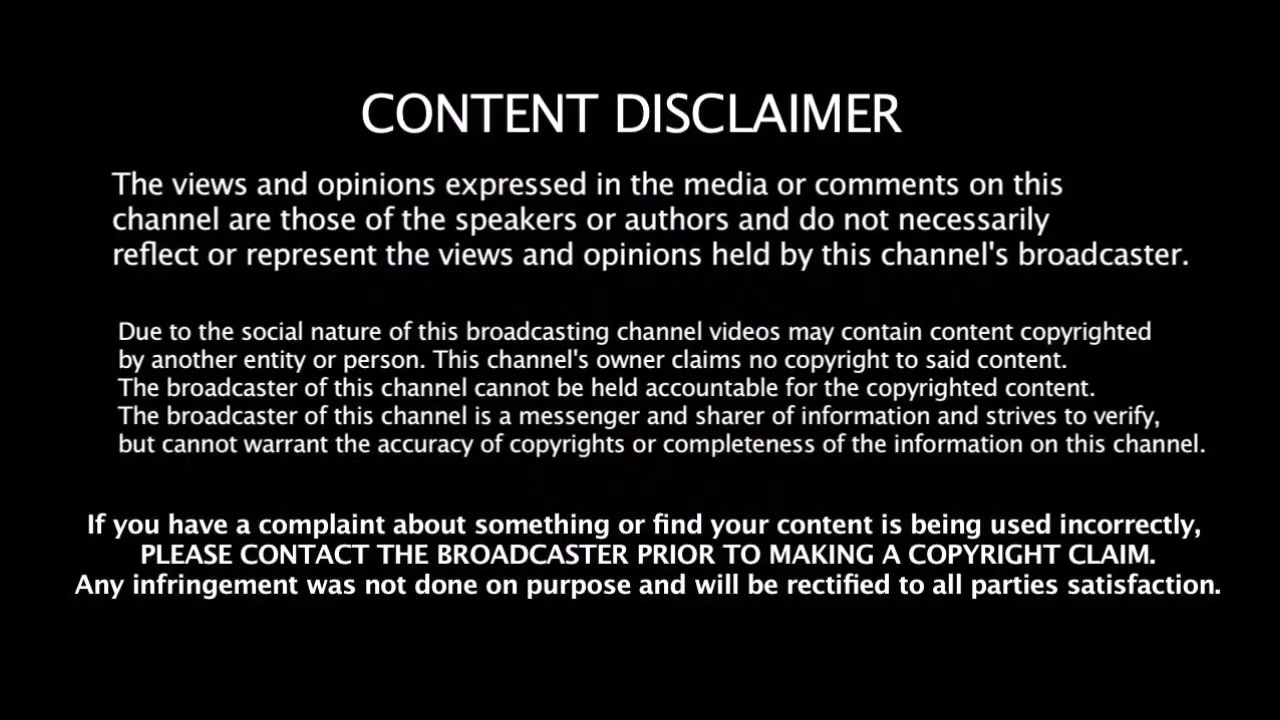 CONTENT DISCLAIMER
The views and opinions expressed in the media or comments on this
channel are those of the speakers or authors and do not necessarily
reflect or represent the views and opinions held by this channel's broadcaster.
Due to the social nature of this broadcasting channel videos may contain content copyrighted
by another entity or person. This channel's owner claims no copyright to said content.
The broadcaster of this channel cannot be held accountable for the copyrighted content.
The broadcaster of this channel is a messenger and sharer of information and strives to verify,
but cannot warrant the accuracy of copyrights or completeness of the information on this channel.
If you have a complaint about something or find your content is being used incorrectly,
PLEASE CONTACT THE BROADCASTER PRIOR TO MAKING A COPYRIGHT CLAIM.
Any infringement was not done on purpose and will be rectified to all parties satisfaction.